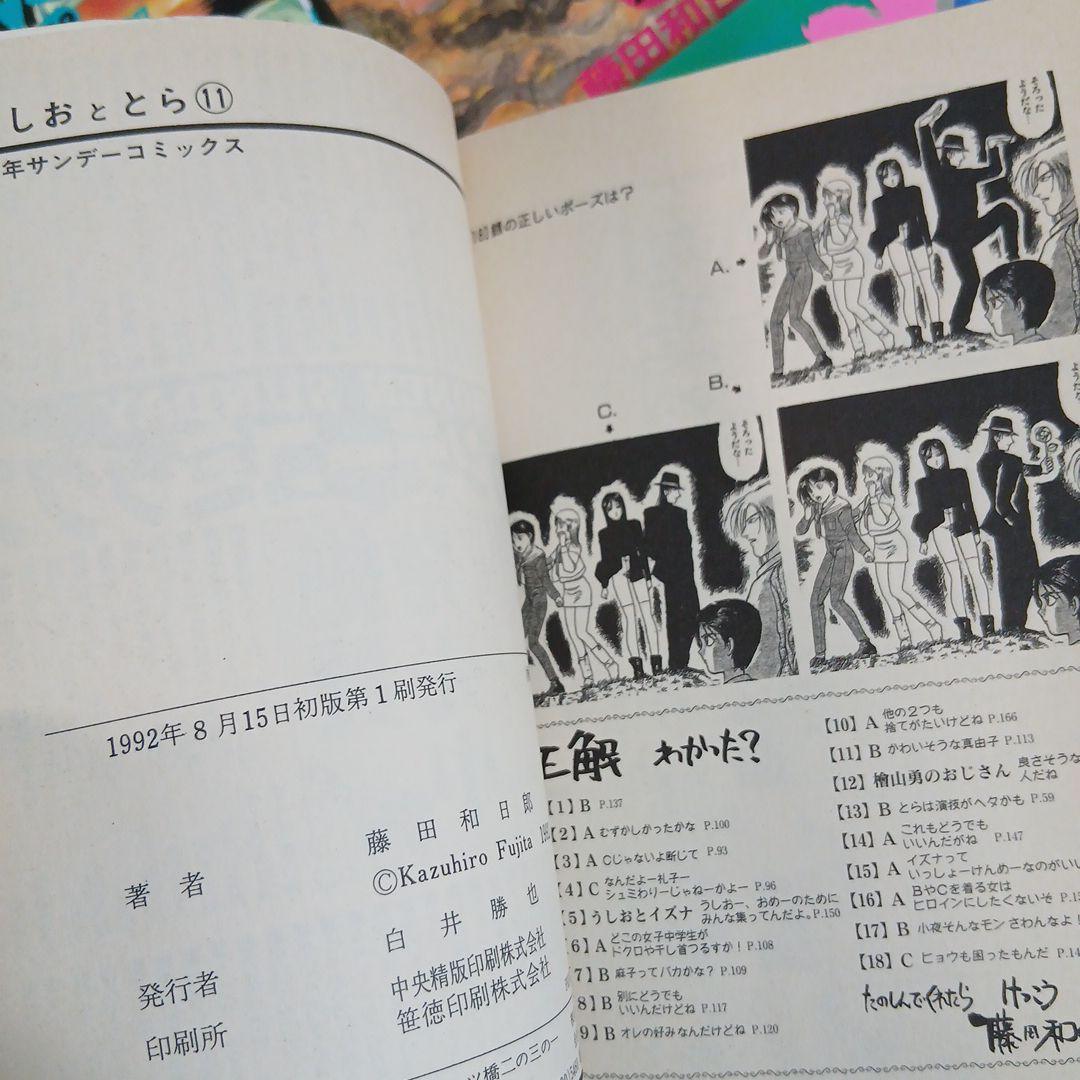 田和日
しおととら⑪
年サンデーコミックス
1992年8月15日初版第1刷発行
著者 藤田和日郎
©Kazuhiro Fujita
白井勝也
発行者
中央精版印刷株式会社
印刷所 笹徳印刷株式会社
ツ橋二の三の一
の正しいポーズは?
A.
そろった
ようだな…
B.
C.
そろった
ようだな…
正解 わかった?
【1】B P.137
【2】A むずかしかったかな P.100
【3】A Cじゃないよ断じて P.93
【4】C なんだよー礼子ー
シュミわりーじゃねーかよー P.96
【5】うしおとイズナ うしおー、おめーのために
みんな集ってんだよ。P.150
6】A どこの女子中学生が
ドクロや干し首つるすか! P.108
7】B 麻子ってバカかな? P.109
8】B 別にどうでも
いいんだけどね P.117
9】B オレの好みなんだけどね P.120
【10】A 他の2つも
捨てがたいけどね P.166
【11】B かわいそうな真由子 P.113
【12】檜山勇のおじさん 良さそうな
人だね
【13】B とらは演技がヘタかも P.59
【14】A これもどうでも
いいんだがね P.147
【15】A イズナって
いっしょーけんめーなのがいい
【16】A BやCを着る女は
ヒロインにしたくないぞ
【17】B 小夜そんなモン さわんなよ!
【18】C ヒョウも困ったもんだ
たのしんでくれたら けっこう
藤田和